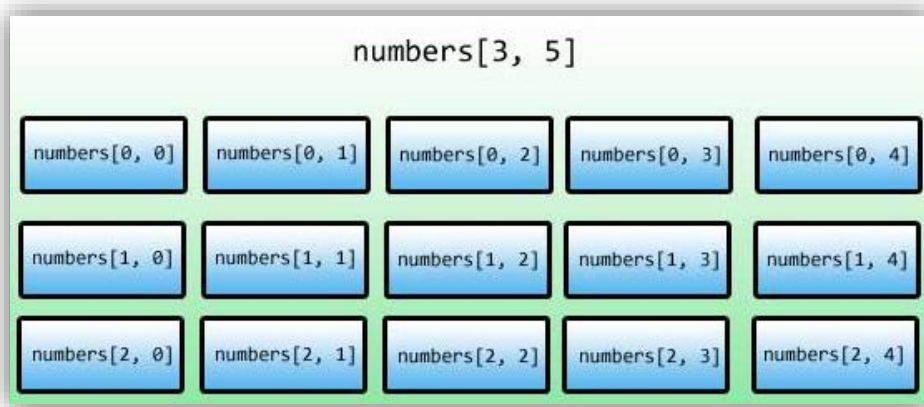 numbers[3, 5]
numbers[0, 0] numbers[0, 1] numbers[0, 2] numbers[0, 3] numbers[0, 4]
numbers[1, 0] numbers[1, 1] numbers[1, 2] numbers[1, 3] numbers[1, 4]
numbers[2, 0] numbers[2, 1] numbers[2, 2] numbers[2, 3] numbers[2, 4]